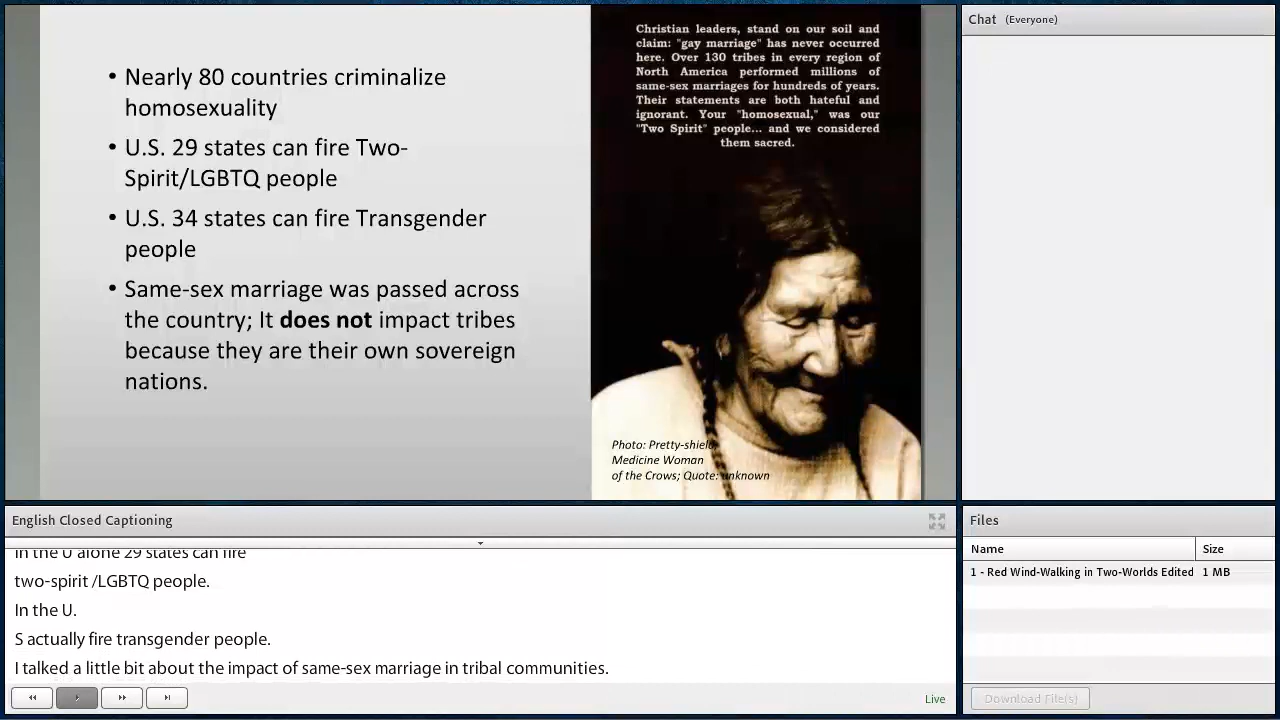 • Nearly 80 countries criminalize
homosexuality
• U.S. 29 states can fire Two-
Spirit/LGBTQ people
• U.S. 34 states can fire Transgender
people
• Same-sex marriage was passed across
the country; It does not impact tribes
because they are their own sovereign
nations.
Christian leaders, stand on our soil and
claim: "gay marriage" has never occurred
here. Over 130 tribes in every region of
North America performed millions of
same-sex marriages for hundreds of years.
Their statements are both hateful and
ignorant. Your "homosexual," was our
"Two Spirit" people... and we considered
them sacred.
Photo: Pretty-shield,
Medicine Woman
of the Crows; Quote: unknown
Chat (Everyone)
English Closed Captioning
In the U alone 29 states can fire
two-spirit /LGBTQ people.
In the U.
S actually fire transgender people.
I talked a little bit about the impact of same-sex marriage in tribal communities.
Live
Files
Name Size
1 - Red Wind-Walking in Two-Worlds Edited 1 MB
Download File(s)